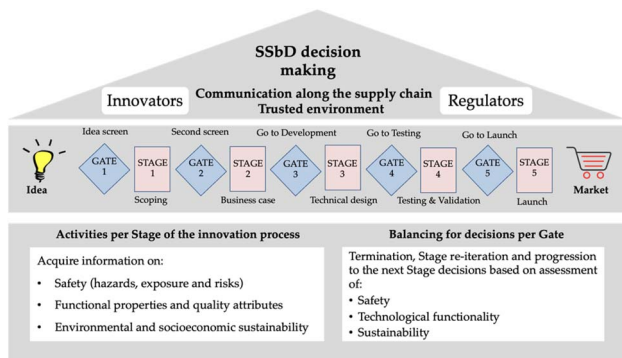 SSbD decision
making
Innovators
Communication along the supply chain
Trusted environment
Regulators
Idea screen
Second screen
Go to Development
Go to Testing
Go to Launch
GATE
1
STAGE
1
GATE
2
STAGE
2
GATE
3
STAGE
3
GATE
4
STAGE
4
GATE
5
STAGE
5
Idea
Scoping
Business case
Technical design
Testing & Validation
Launch
Market
Activities per Stage of the innovation process
Acquire information on:
• Safety (hazards, exposure and risks)
• Functional properties and quality attributes
• Environmental and socioeconomic sustainability
Balancing for decisions per Gate
Termination, Stage re-iteration and progression
to the next Stage decisions based on assessment
of:
• Safety
• Technological functionality
• Sustainability